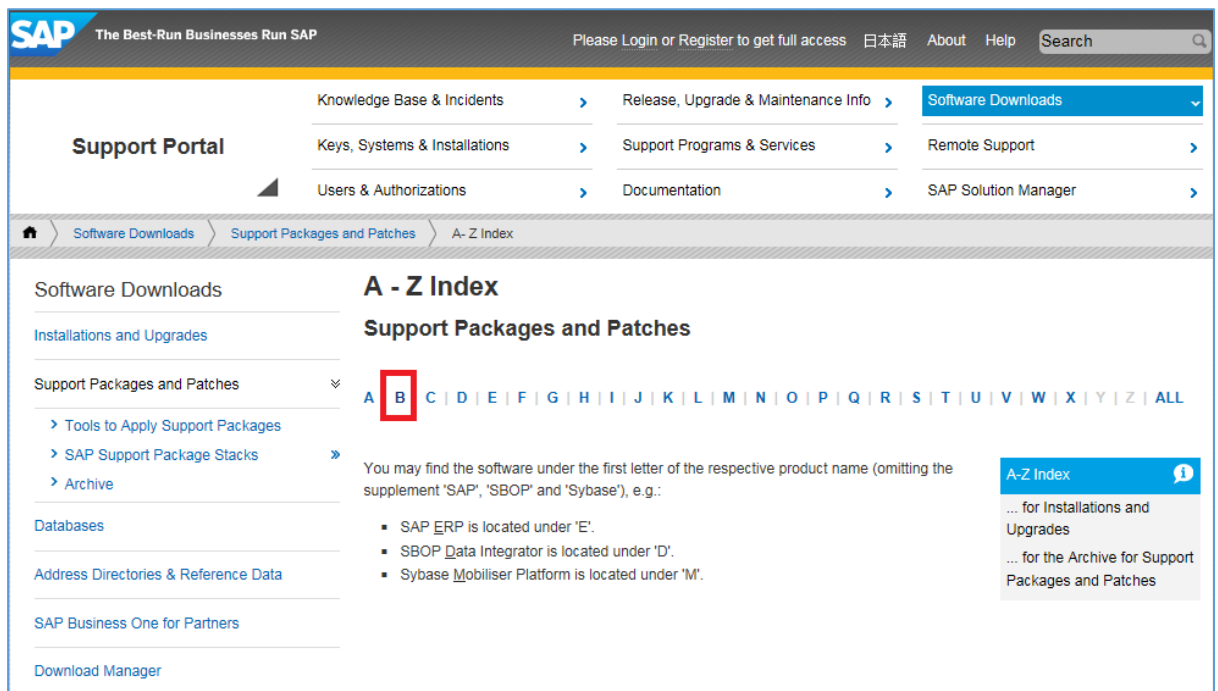 SAP The Best-Run Businesses Run SAP
Please Login or Register to get full access 日本語 About Help Search
Support Portal
Knowledge Base & Incidents
Release, Upgrade & Maintenance Info
Software Downloads
Keys, Systems & Installations
Support Programs & Services
Remote Support
Users & Authorizations
Documentation
SAP Solution Manager
Software Downloads Support Packages and Patches A- Z Index
Software Downloads
Installations and Upgrades
Support Packages and Patches
Tools to Apply Support Packages
SAP Support Package Stacks
Archive
Databases
Address Directories & Reference Data
SAP Business One for Partners
Download Manager
A - Z Index
Support Packages and Patches
A B C | D | E | F | G | H | I | J | K | L | M | N | O | P | Q | R | S | T | U | V | W | X | Y | Z | ALL
You may find the software under the first letter of the respective product name (omitting the
supplement 'SAP', 'SBOP' and 'Sybase'), e.g.:
▪ SAP ERP is located under 'E'.
▪ SBOP Data Integrator is located under 'D'.
▪ Sybase Mobiliser Platform is located under 'M'.
A-Z Index
... for Installations and
Upgrades
... for the Archive for Support
Packages and Patches